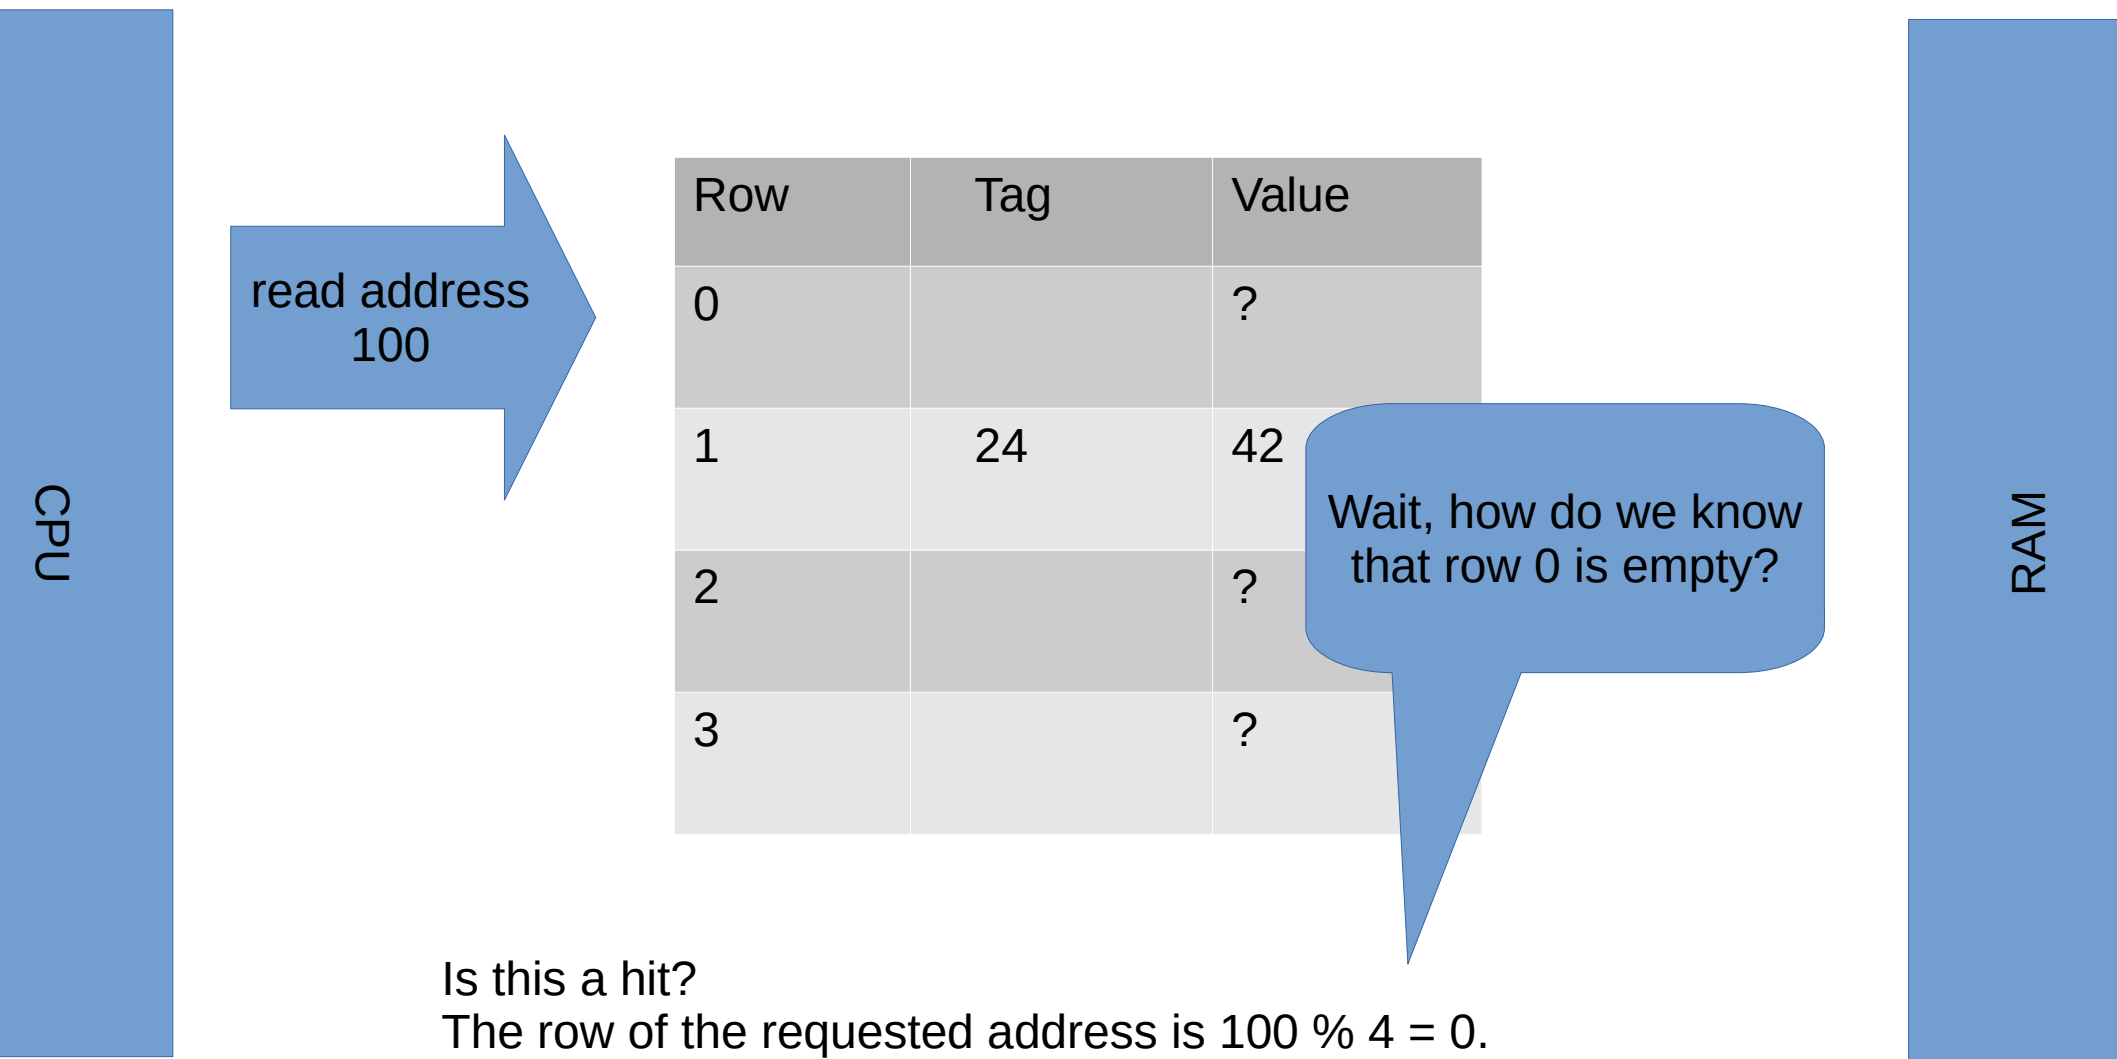 CPU
read address
100
Row Tag Value
0 ?
1 24 42
2 ?
3 ?
Wait, how do we know
that row 0 is empty?
RAM
Is this a hit?
The row of the requested address is 100 % 4 = 0.